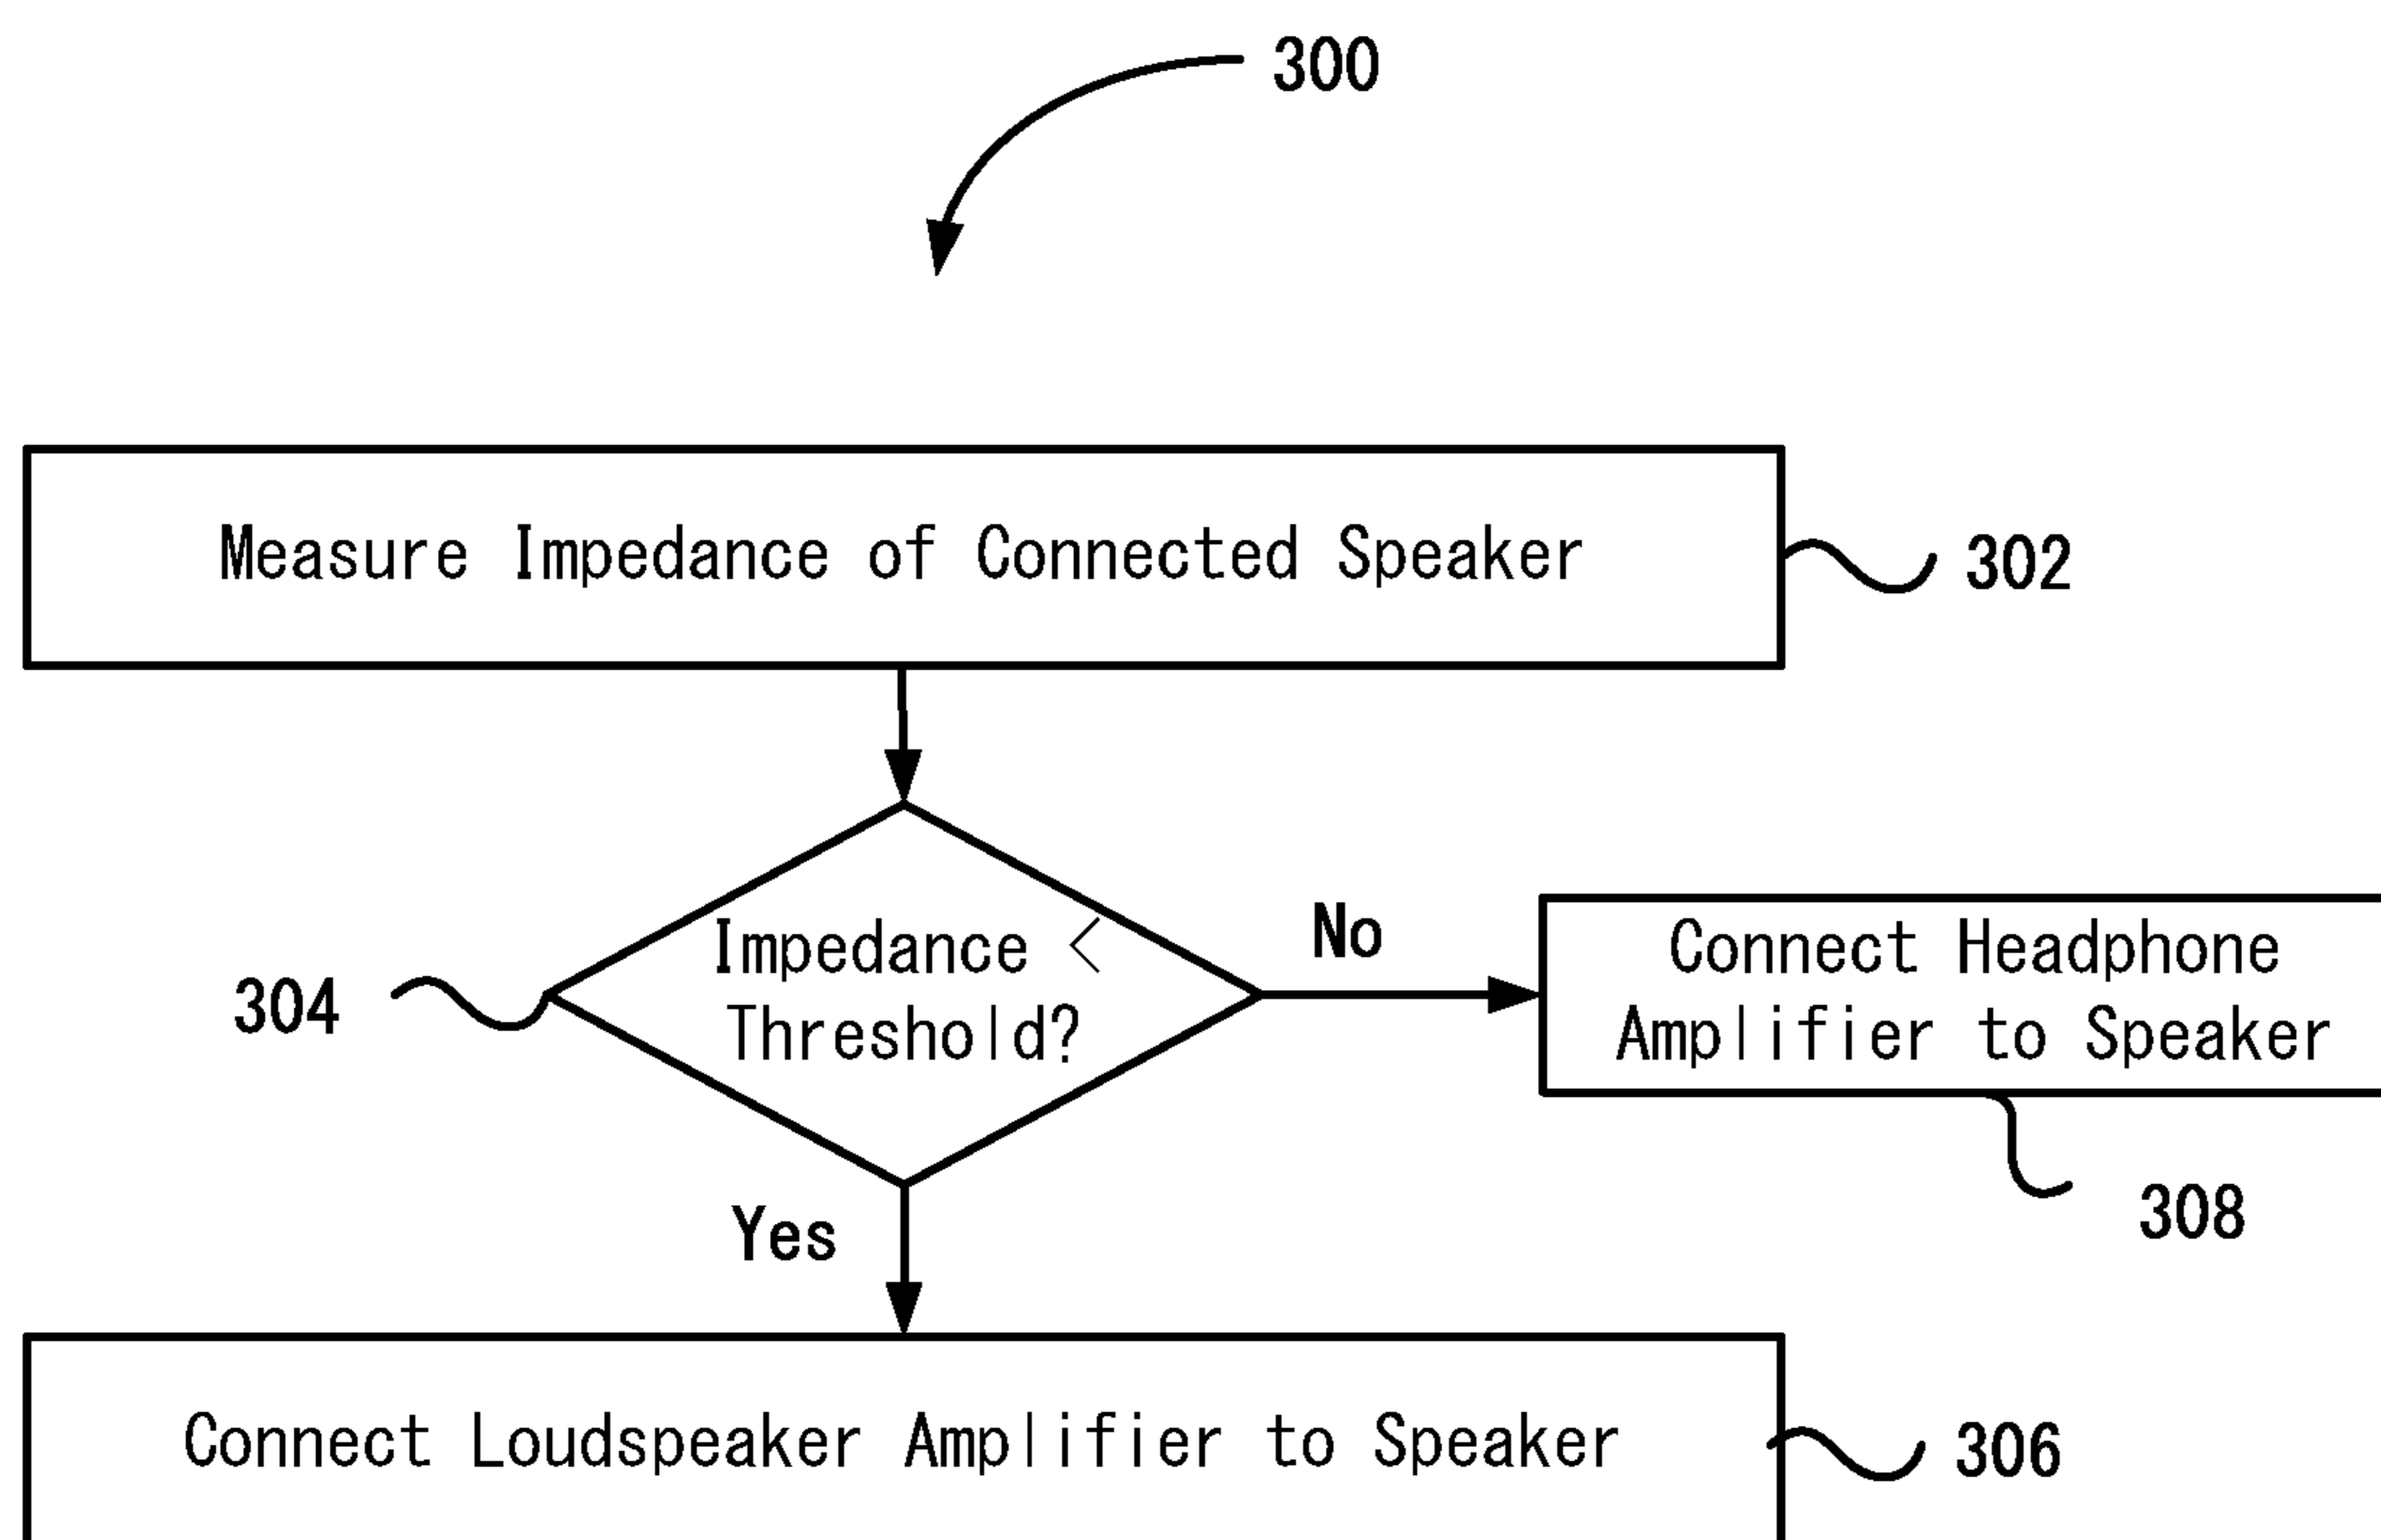 300
Measure Impedance of Connected Speaker
302
Impedance <
Threshold?
304
No
Connect Headphone
Amplifier to Speaker
308
Yes
Connect Loudspeaker Amplifier to Speaker
306